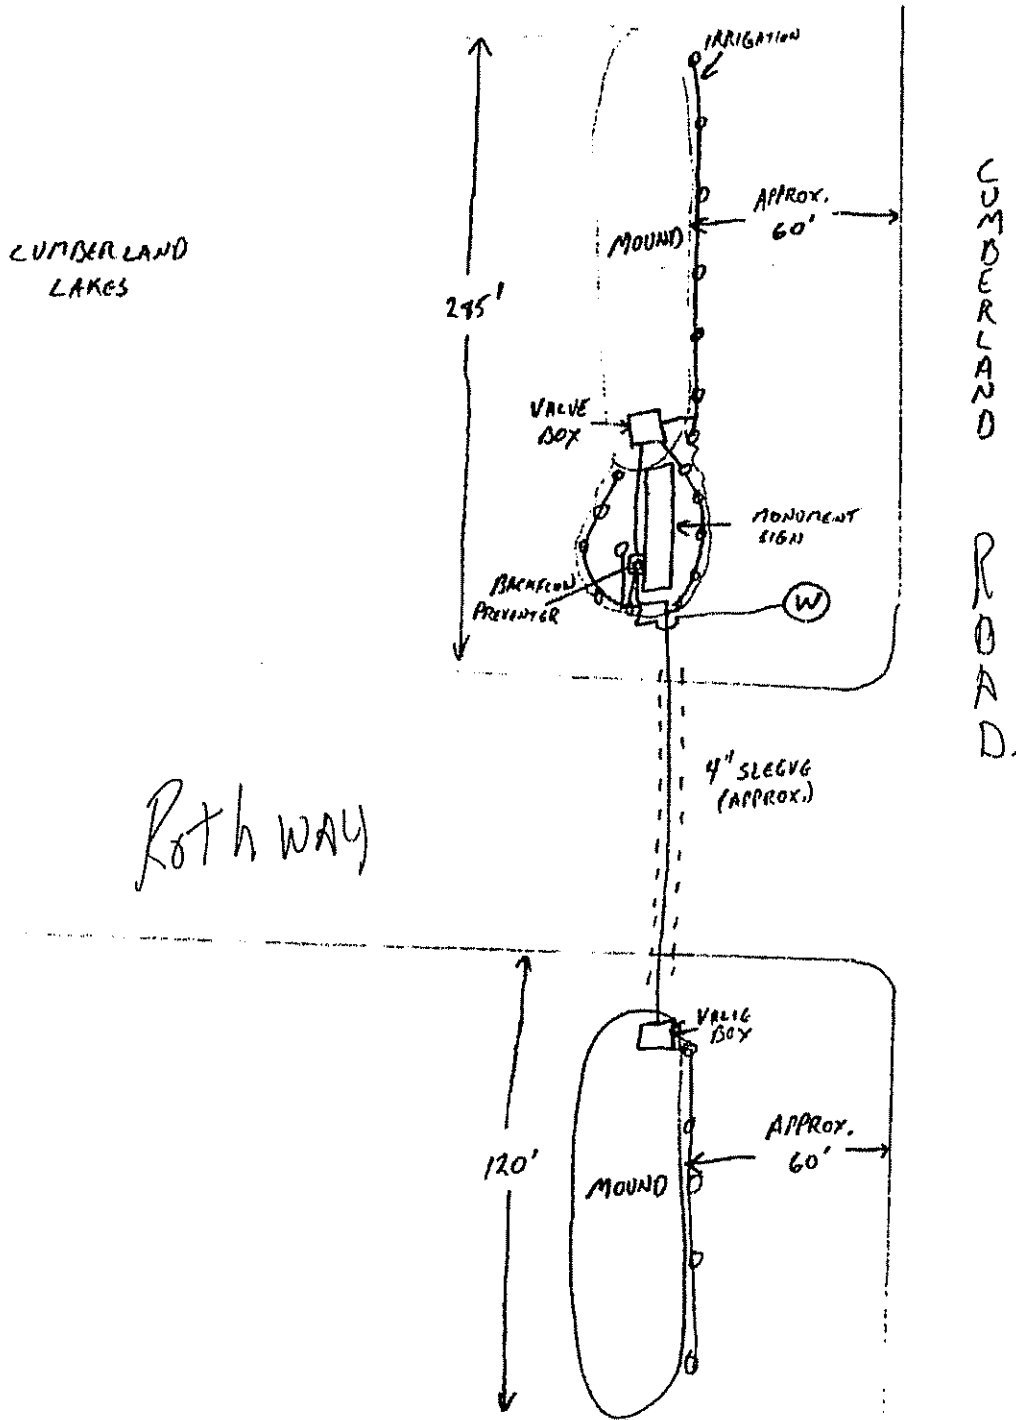 IRRIGATION
CUMBERLAND
LAKES
APPROX.
60'
MOUND
CUMBERLAND ROAD.
VALVE
BOX
MONUMENT
SIGN
BACKFLOW
PREVENTER
W
4" SLEEVE
(APPROX.)
Roth WAY
VALVE
BOX
120'
APPROX.
60'
MOUND